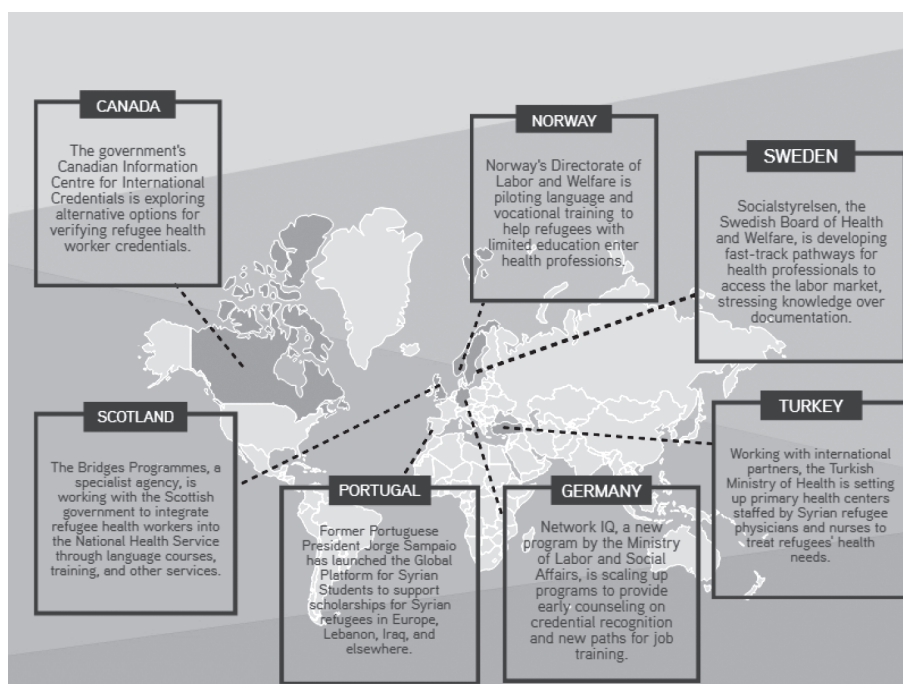 CANADA
The government's
Canadian Information
Centre for International
Credentials is exploring
alternative options for
verifying refugee health
worker credentials.
NORWAY
Norway's Directorate of
Labor and Welfare is
piloting language and
vocational training to
help refugees with
limited education enter
health professions.
SWEDEN
Socialstyrelsen, the
Swedish Board of Health
and Welfare, is developing
fast-track pathways for
health professionals to
access the labor market,
stressing knowledge over
documentation.
SCOTLAND
The Bridges Programmes, a
specialist agency, is
working with the Scottish
government to integrate
refugee health workers into
the National Health Service
through language courses,
training, and other services.
PORTUGAL
Former Portuguese
President Jorge Sampaio
has launched the Global
Platform for Syrian
Students to support
scholarships for Syrian
refugees in Europe,
Lebanon, Iraq, and
elsewhere.
GERMANY
Network IQ, a new
program by the Ministry
of Labor and Social
Affairs, is scaling up
programs to provide
early counseling on
credential recognition
and new paths for job
training.
TURKEY
Working with international
partners, the Turkish
Ministry of Health is setting
up primary health centers
staffed by Syrian refugee
physicians and nurses to
treat refugees' health
needs.